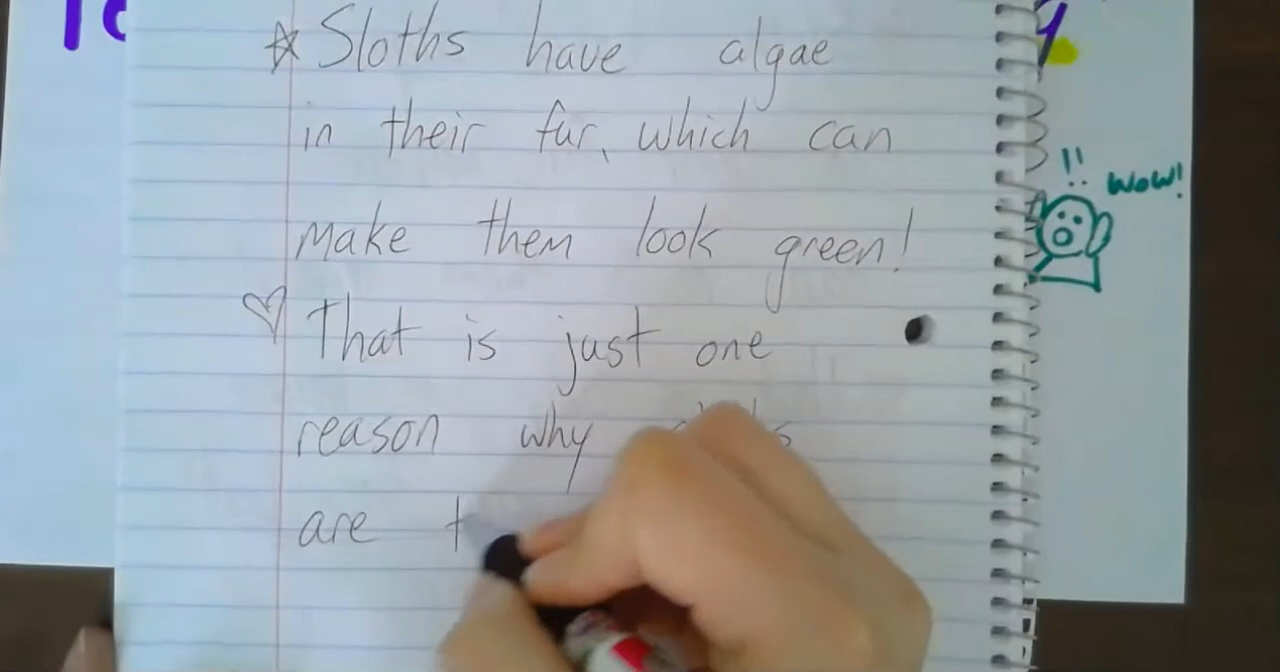 Sloths have algae
in their fur, which can
make them look green!
That is just one
reason why
are
!!
wow!